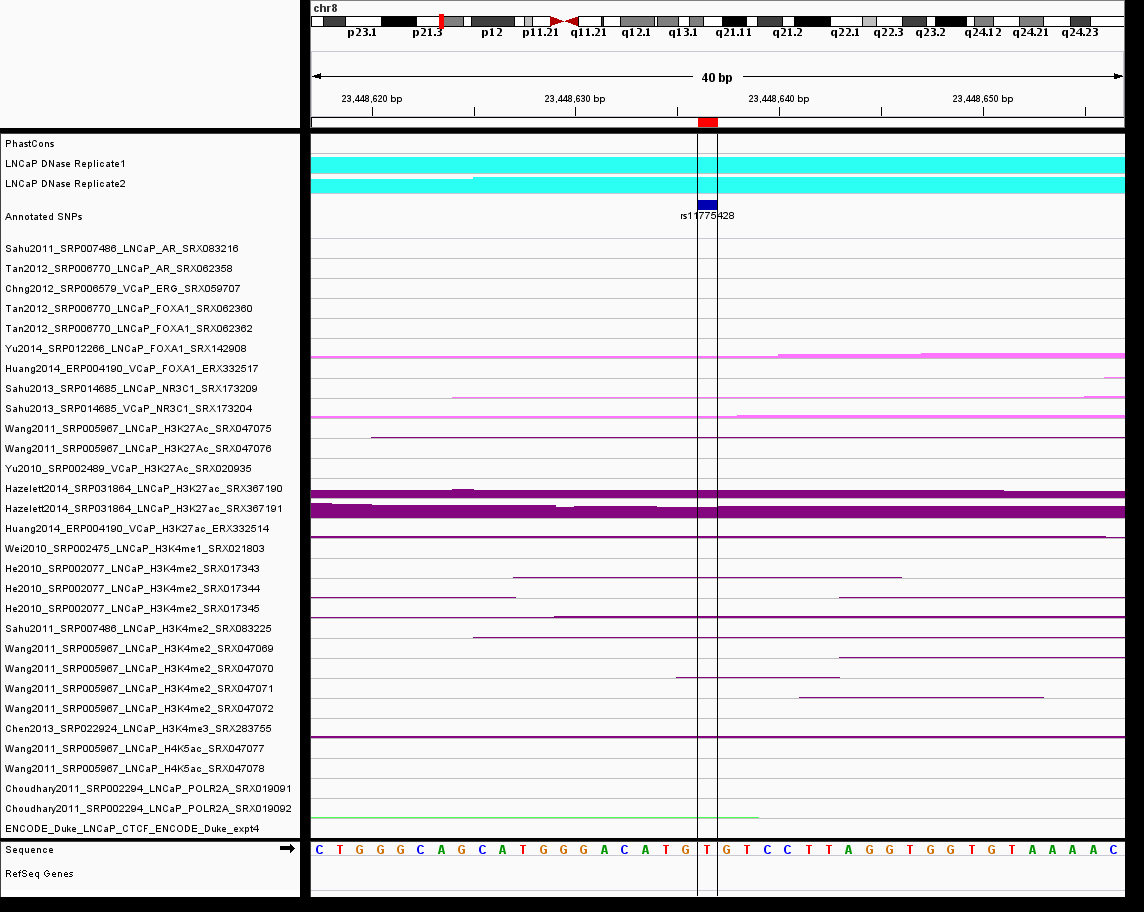 chr8
p23.1 p21.3 p12 p11.21 q11.21 q12.1 q13.1 q21.11 q21.2 q22.1 q22.3 q23.2 q24.12 q24.21 q24.23
40 bp
23,448,620 bp 23,448,630 bp 23,448,640 bp 23,448,650 bp
PhastCons
LNCaP DNase Replicate1
LNCaP DNase Replicate2
Annotated SNPs
rs11775428
Sahu2011_SRP007486_LNCaP_AR_SRX083216
Tan2012_SRP006770_LNCaP_AR_SRX062358
Chng2012_SRP006579_VCaP_ERG_SRX059707
Tan2012_SRP006770_LNCaP_FOXA1_SRX062360
Tan2012_SRP006770_LNCaP_FOXA1_SRX062362
Yu2014_SRP012266_LNCaP_FOXA1_SRX142908
Huang2014_ERP004190_VCaP_FOXA1_ERX332517
Sahu2013_SRP014685_LNCaP_NR3C1_SRX173209
Sahu2013_SRP014685_VCaP_NR3C1_SRX173204
Wang2011_SRP005967_LNCaP_H3K27Ac_SRX047075
Wang2011_SRP005967_LNCaP_H3K27Ac_SRX047076
Yu2010_SRP002489_VCaP_H3K27Ac_SRX020935
Hazelett2014_SRP031864_LNCaP_H3K27ac_SRX367190
Hazelett2014_SRP031864_LNCaP_H3K27ac_SRX367191
Huang2014_ERP004190_VCaP_H3K27ac_ERX332514
Wei2010_SRP002475_LNCaP_H3K4me1_SRX021803
He2010_SRP002077_LNCaP_H3K4me2_SRX017343
He2010_SRP002077_LNCaP_H3K4me2_SRX017344
He2010_SRP002077_LNCaP_H3K4me2_SRX017345
Sahu2011_SRP007486_LNCaP_H3K4me2_SRX083225
Wang2011_SRP005967_LNCaP_H3K4me2_SRX047069
Wang2011_SRP005967_LNCaP_H3K4me2_SRX047070
Wang2011_SRP005967_LNCaP_H3K4me2_SRX047071
Wang2011_SRP005967_LNCaP_H3K4me2_SRX047072
Chen2013_SRP022924_LNCaP_H3K4me3_SRX283755
Wang2011_SRP005967_LNCaP_H4K5ac_SRX047077
Wang2011_SRP005967_LNCaP_H4K5ac_SRX047078
Choudhary2011_SRP002294_LNCaP_POLR2A_SRX019091
Choudhary2011_SRP002294_LNCaP_POLR2A_SRX019092
ENCODE_Duke_LNCaP_CTCF_ENCODE_Duke_expt4
Sequence C T G G G C A G C A T G G G A C A T G T G T C C T T A G G T G G T G T A A A A C
RefSeq Genes